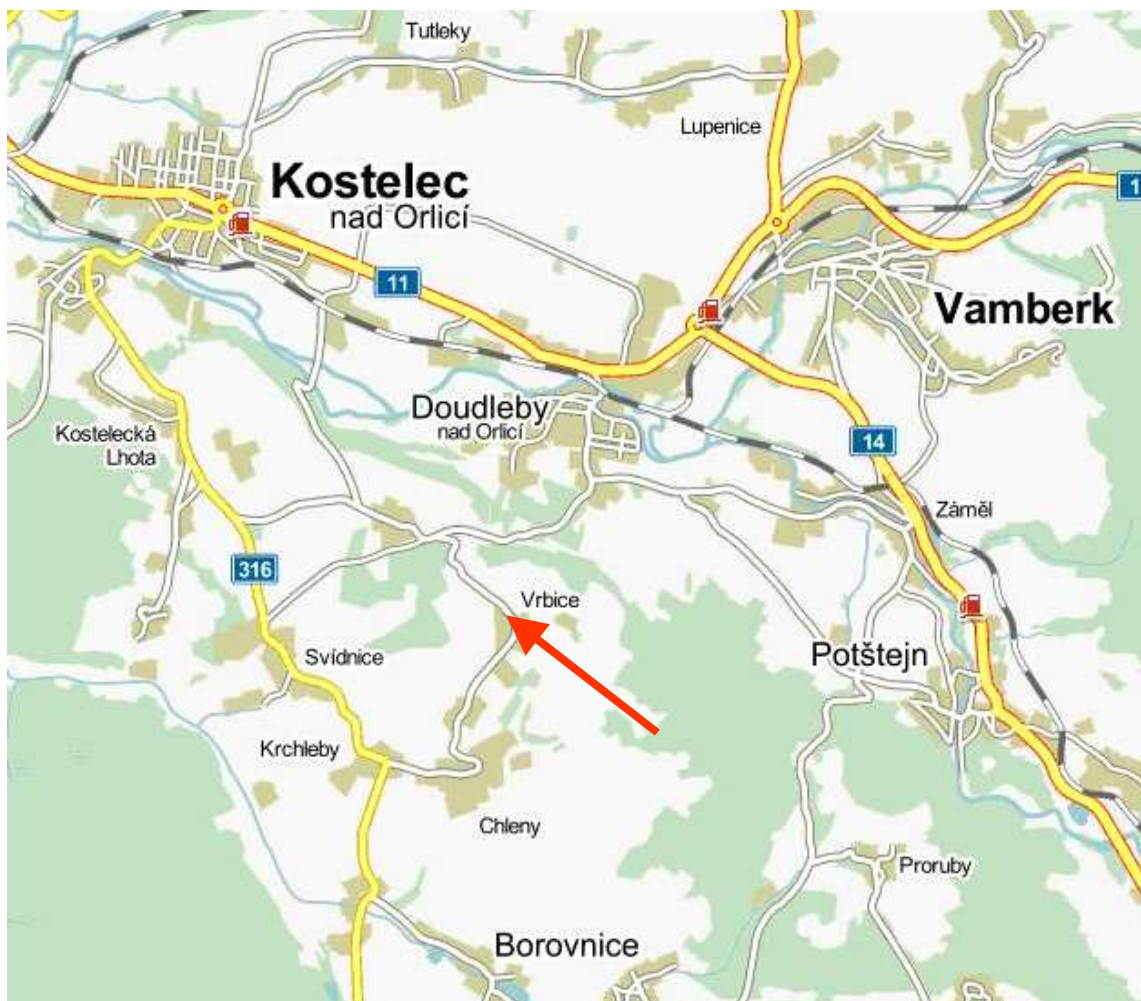 Tutleky
Lupenice
Kostelec
nad Orlicí
1
11
Vamberk
Doudleby
nad Orlicí
Kostelecká
Lhota
14
Záměl
316
Vrbice
Svídnice
Potštejn
Krchleby
Chleny
Proruby
Borovnice